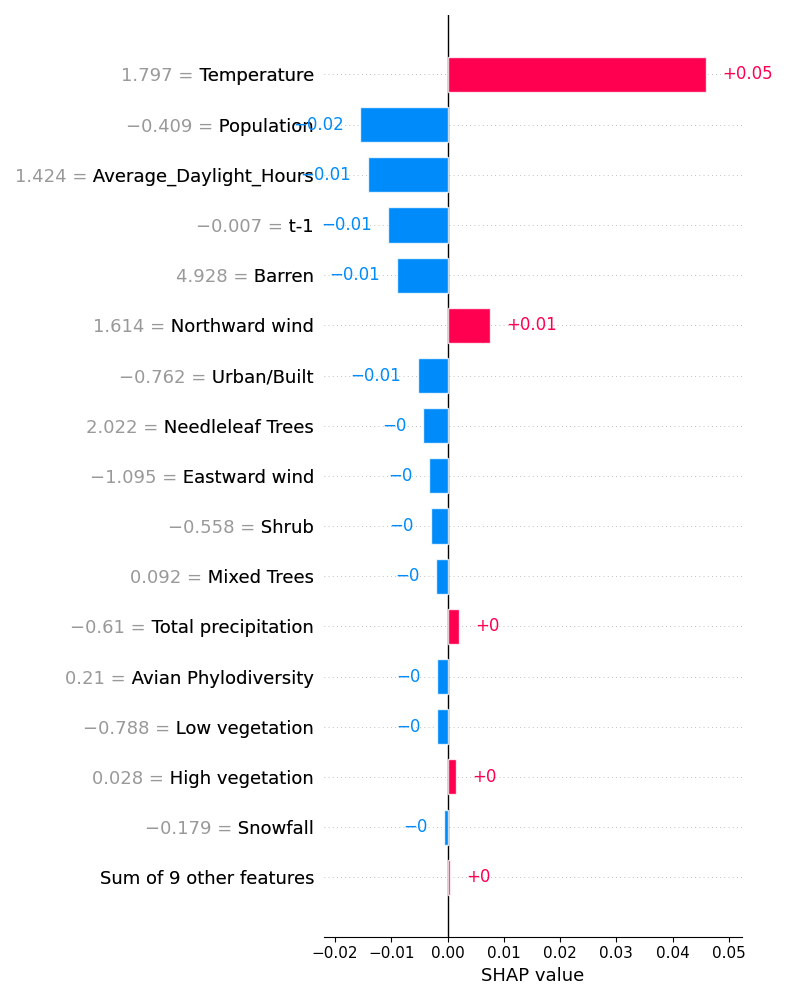 1.797 = Temperature +0.05
−0.409 = Population −0.02
1.424 = Average_Daylight_Hours −0.01
−0.007 = t-1 −0.01
4.928 = Barren −0.01
1.614 = Northward wind +0.01
−0.762 = Urban/Built −0.01
2.022 = Needleleaf Trees −0
−1.095 = Eastward wind −0
−0.558 = Shrub −0
0.092 = Mixed Trees −0
−0.61 = Total precipitation +0
0.21 = Avian Phylodiversity −0
−0.788 = Low vegetation −0
0.028 = High vegetation +0
−0.179 = Snowfall −0
Sum of 9 other features +0
−0.02 −0.01 0.00 0.01 0.02 0.03 0.04 0.05
SHAP value